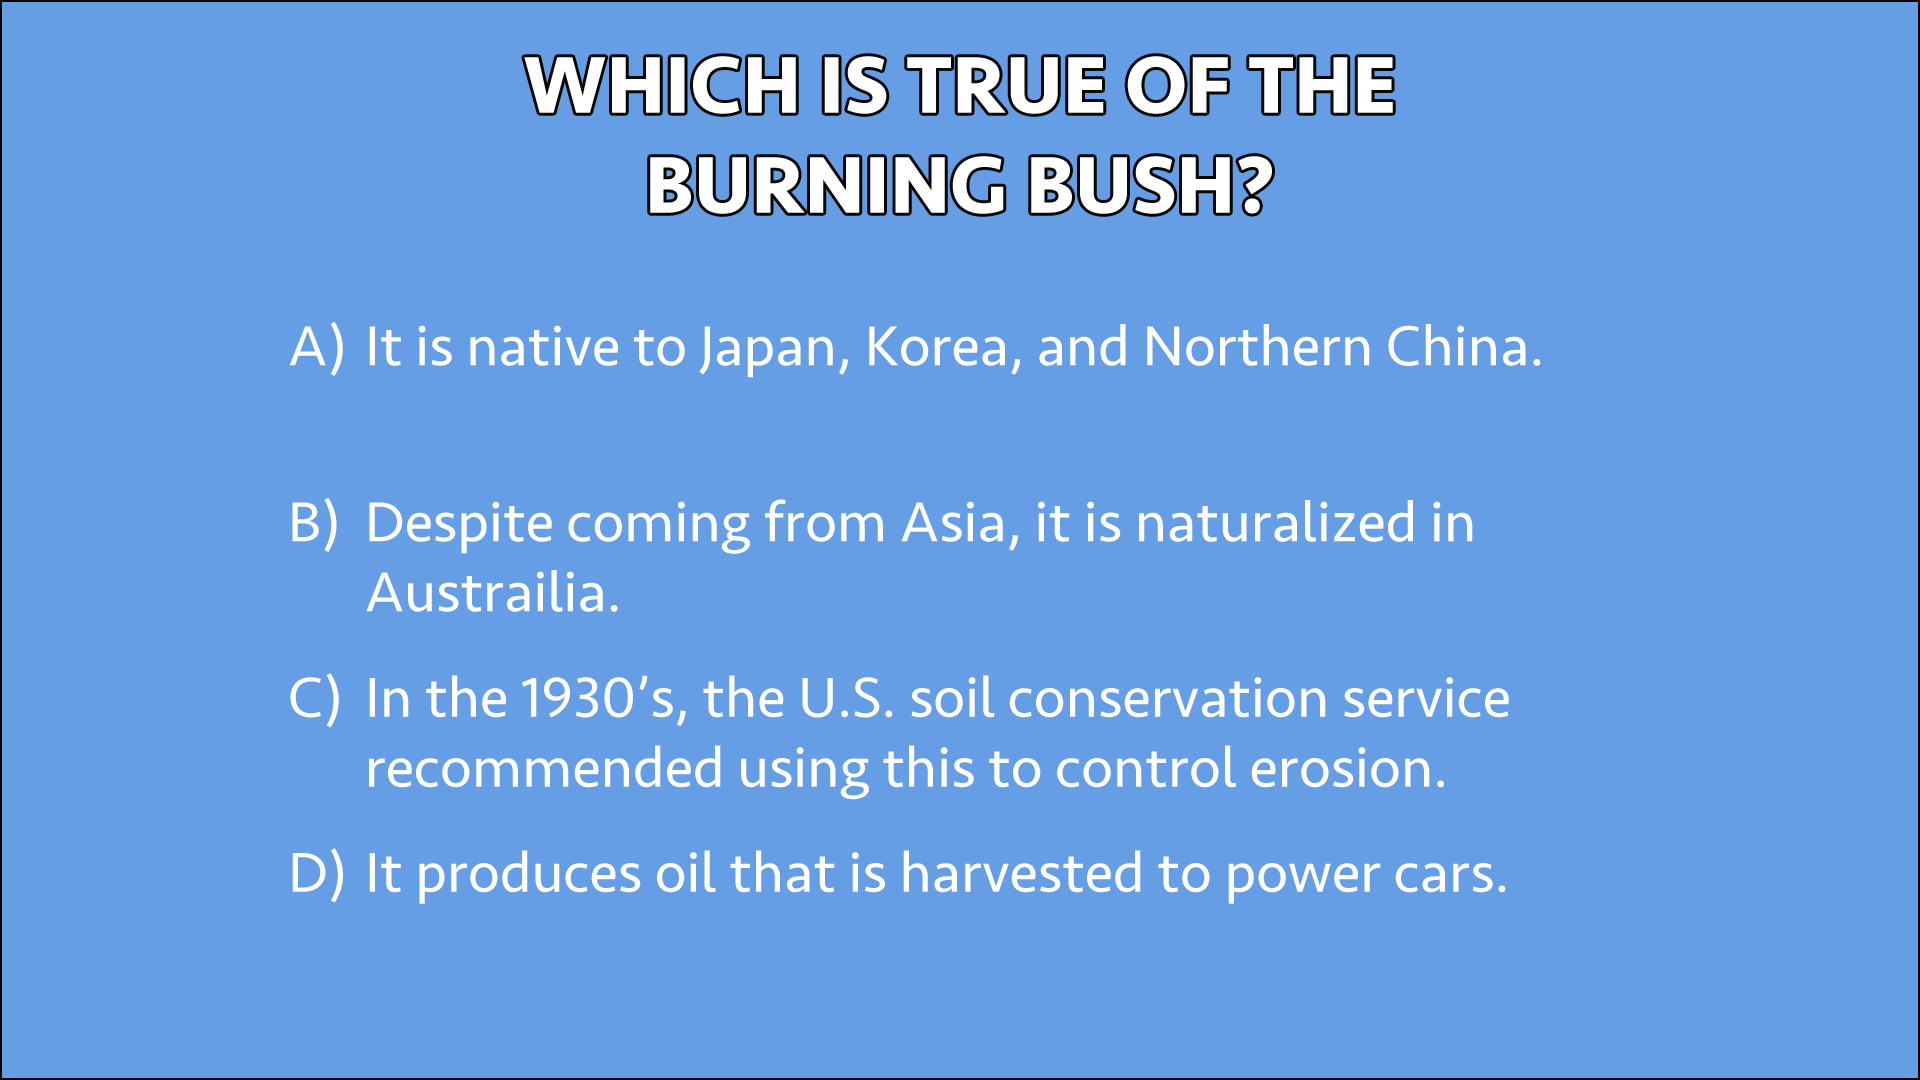 WHICH IS TRUE OF THE
BURNING BUSH?
A) It is native to Japan, Korea, and Northern China.
B) Despite coming from Asia, it is naturalized in
Austrailia.
C) In the 1930’s, the U.S. soil conservation service
recommended using this to control erosion.
D) It produces oil that is harvested to power cars.